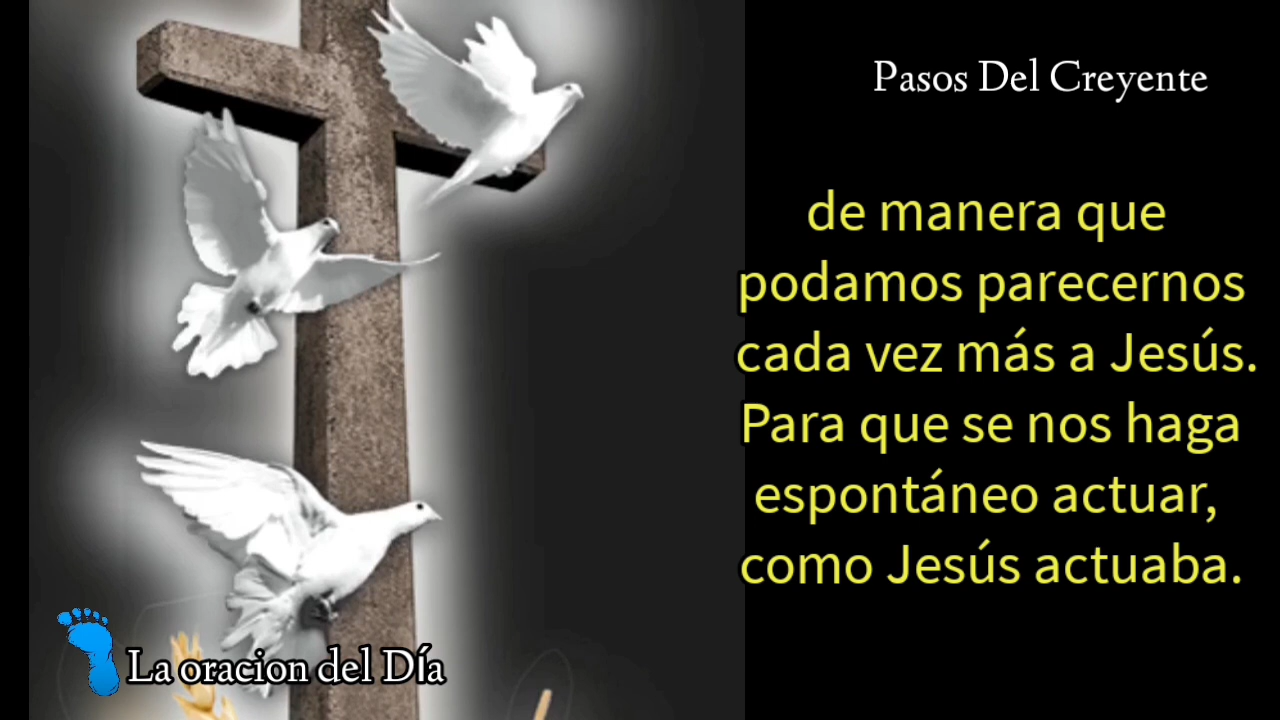 Pasos Del Creyente
de manera que
podamos parecernos
cada vez más a Jesús.
Para que se nos haga
espontáneo actuar,
como Jesús actuaba.
La oracion del Día